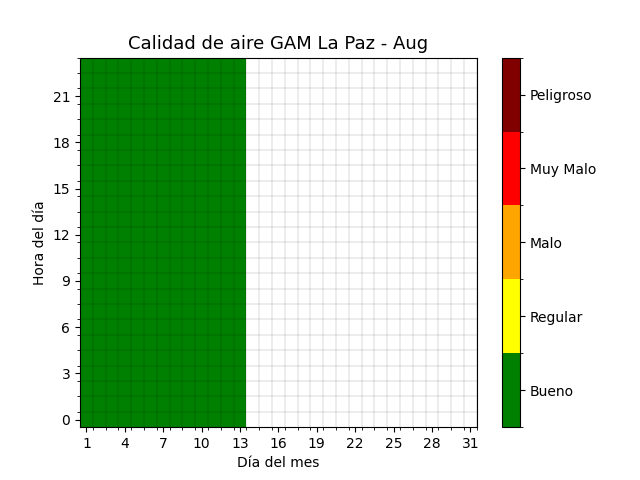 Calidad de aire GAM La Paz - Aug
Hora del día
21
18
15
12
9
6
3
0
1 4 7 10 13 16 19 22 25 28 31
Día del mes
Peligroso
Muy Malo
Malo
Regular
Bueno